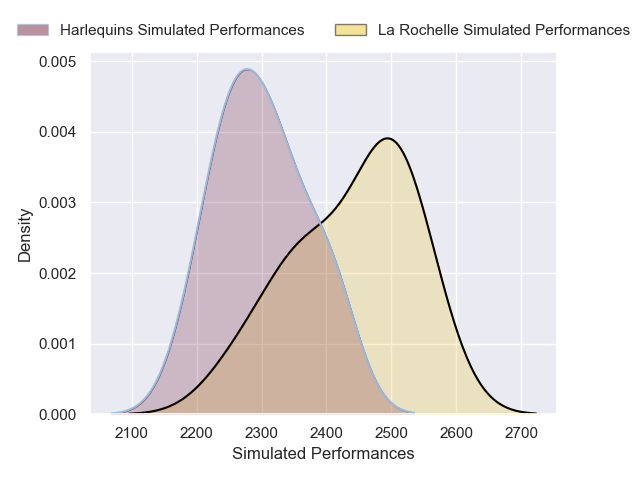 Harlequins Simulated Performances La Rochelle Simulated Performances
0.005
0.004
0.003
0.002
0.001
0.000
Density
2100 2200 2300 2400 2500 2600 2700
Simulated Performances